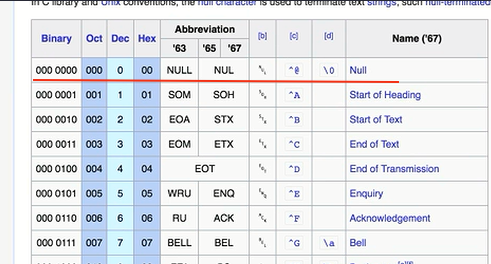 In C library and Unix conventions, the null character is used to terminate text strings; such null-terminated
Binary Oct Dec Hex Abbreviation [b] [c] [d] Name ('67)
'63 '65 '67
000 0000 000 0 00 NULL NUL ␀ ^@ \0 Null
000 0001 001 1 01 SOM SOH ␁ ^A Start of Heading
000 0010 002 2 02 EOA STX ␂ ^B Start of Text
000 0011 003 3 03 EOM ETX ␃ ^C End of Text
000 0100 004 4 04 EOT ␄ ^D End of Transmission
000 0101 005 5 05 WRU ENQ ␅ ^E Enquiry
000 0110 006 6 06 RU ACK ␆ ^F Acknowledgement
000 0111 007 7 07 BELL BEL ␇ ^G \a Bell